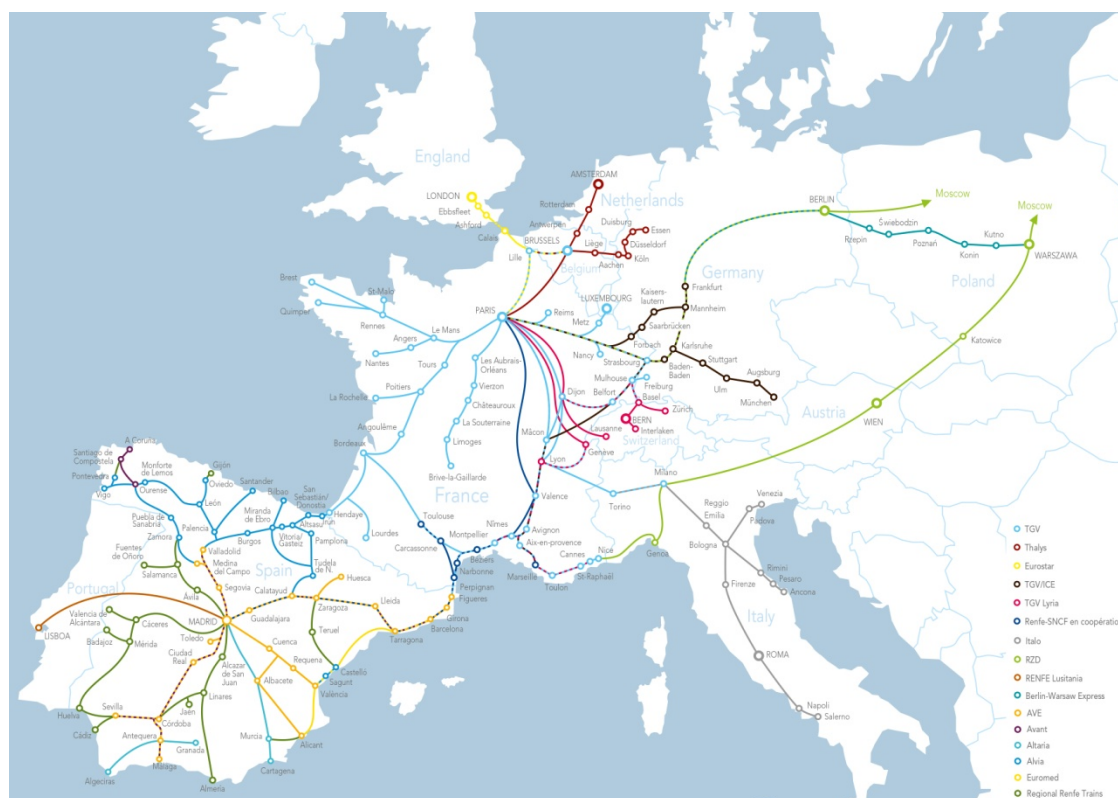 England
LONDON
Ebbsfleet
Ashford
Calais
Lille
AMSTERDAM
Rotterdam
Netherlands
Antwerpen
BRUSSELS
Belgium
Liège
Aachen
Duisburg
Essen
Düsseldorf
Köln
BERLIN
Moscow
Moscow
Rzepin
Świebodzin
Poznań
Konin
Kutno
WARSZAWA
Poland
Katowice
Germany
Frankfurt
Mannheim
Kaisers-
lautern
Saarbrücken
Forbach
LUXEMBOURG
Metz
Reims
Nancy
Strasbourg
Karlsruhe
Baden-
Baden
Stuttgart
Ulm
Augsburg
München
Austria
WIEN
Brest
St-Malo
Quimper
Rennes
Le Mans
PARIS
Angers
Nantes
Tours
Les Aubrais-
Orléans
Vierzon
Châteauroux
La Souterraine
Limoges
Brive-la-Gaillarde
Poitiers
La Rochelle
Angoulême
Bordeaux
France
Dijon
Mulhouse
Belfort
Freiburg
Basel
Zürich
BERN
Interlaken
Switzerland
Lausanne
Genève
Mâcon
Lyon
Valence
Milano
Torino
Genoa
Toulouse
Montpellier
Nîmes
Avignon
Aix-en-provence
Carcassonne
Béziers
Narbonne
Perpignan
Marseille
Toulon
Cannes
St-Raphaël
Nice
Lourdes
Hendaye
Irún
A Coruña
Santiago de
Compostela
Pontevedra
Vigo
Monforte
de Lemos
Ourense
Gijón
Oviedo
León
Santander
Bilbao
San
Sebastián/
Donostia
Altsasu
Miranda
de Ebro
Vitoria/
Gasteiz
Pamplona
Puebla de
Sanabria
Zamora
Palencia
Burgos
Tudela
de N.
Fuentes
de Oñoro
Valladolid
Medina
del Campo
Spain
Salamanca
Segovia
Ávila
Calatayud
Huesca
Zaragoza
Lleida
Figueres
Girona
Barcelona
Tarragona
Portugal
LISBOA
MADRID
Guadalajara
Teruel
Valencia de
Alcántara
Cáceres
Badajoz
Mérida
Toledo
Ciudad
Real
Cuenca
Requena
Castelló
Sagunt
València
Alcazar
de San
Juan
Albacete
Linares
Jaen
Huelva
Sevilla
Córdoba
Cádiz
Antequera
Granada
Málaga
Algeciras
Almería
Murcia
Alicant
Cartagena
Venezia
Padova
Reggio
Emilia
Bologna
Rimini
Pesaro
Ancona
Firenze
Italy
ROMA
Napoli
Salerno
TGV
Thalys
Eurostar
TGV/ICE
TGV Lyria
Renfe-SNCF en coopératio
Italo
RZD
RENFE Lusitania
Berlin-Warsaw Express
AVE
Avant
Altaria
Alvia
Euromed
Regional Renfe Trains